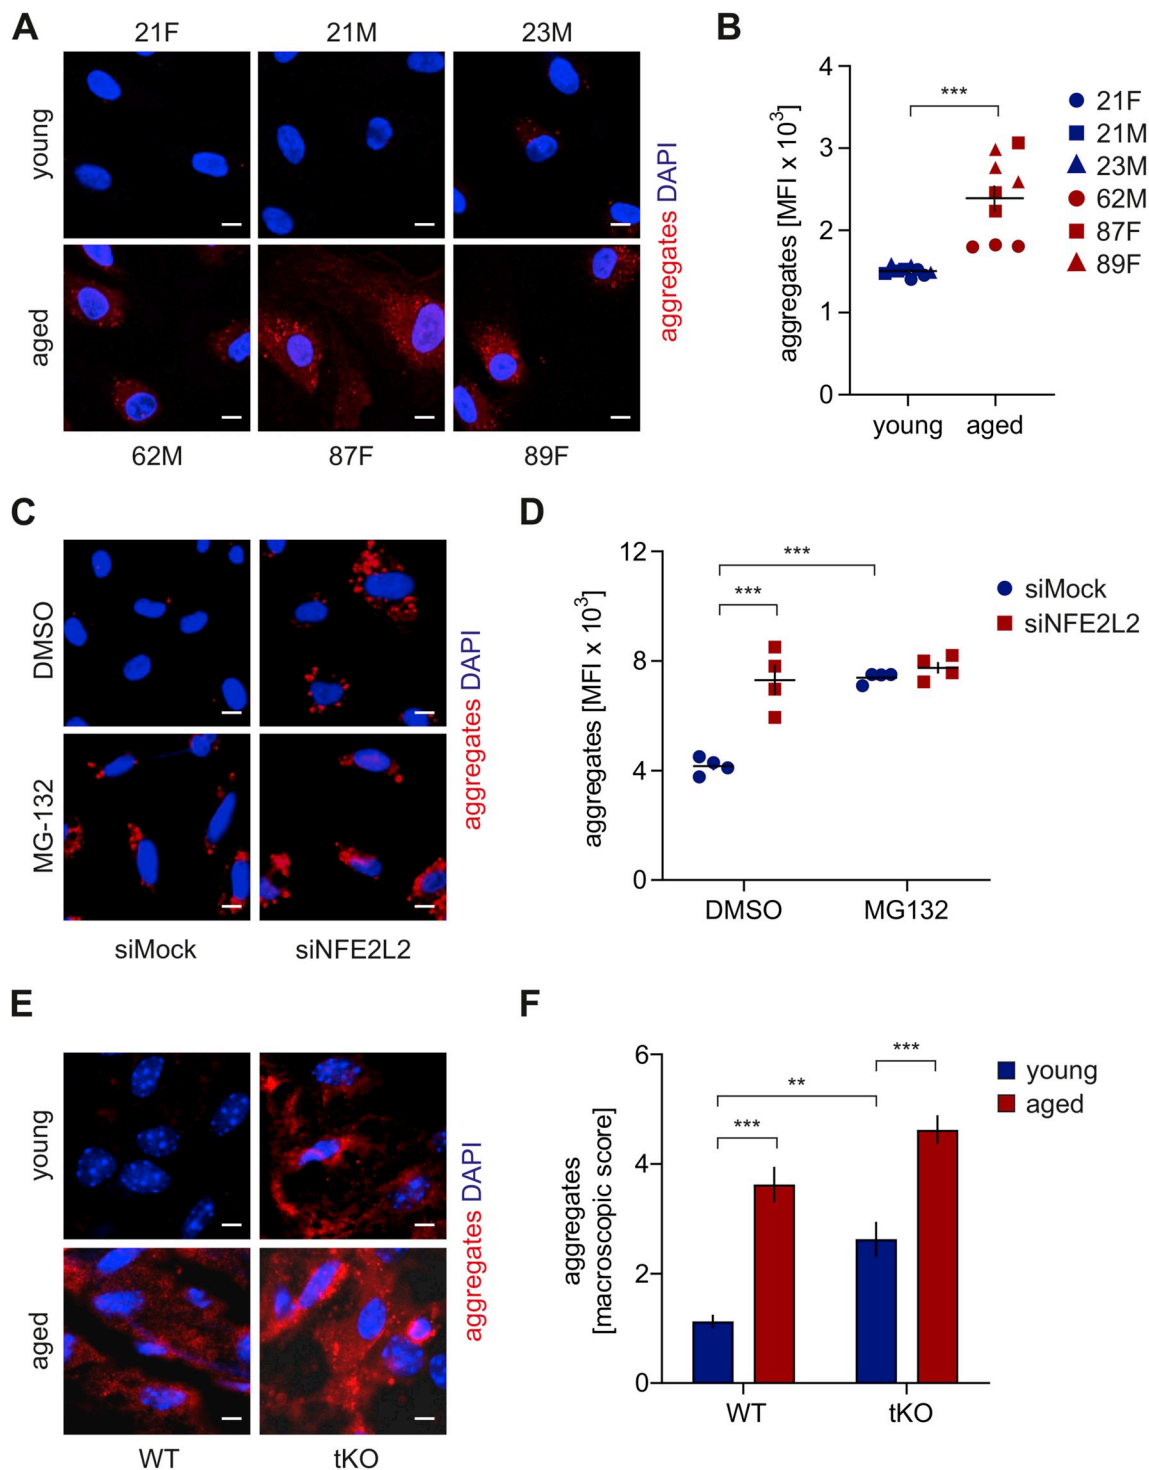 A
21F 21M 23M
young
aged
62M 87F 89F
aggregates DAPI
B
aggregates [MFI x 10³]
4
3
2
1
0
***
young aged
21F
21M
23M
62M
87F
89F
C
DMSO
MG-132
siMock siNFE2L2
aggregates DAPI
D
aggregates [MFI x 10³]
12
8
4
0
***
***
DMSO MG132
siMock
siNFE2L2
E
young
aged
WT tKO
aggregates DAPI
F
aggregates
[macroscopic score]
6
4
2
0
***
**
***
WT tKO
young
aged